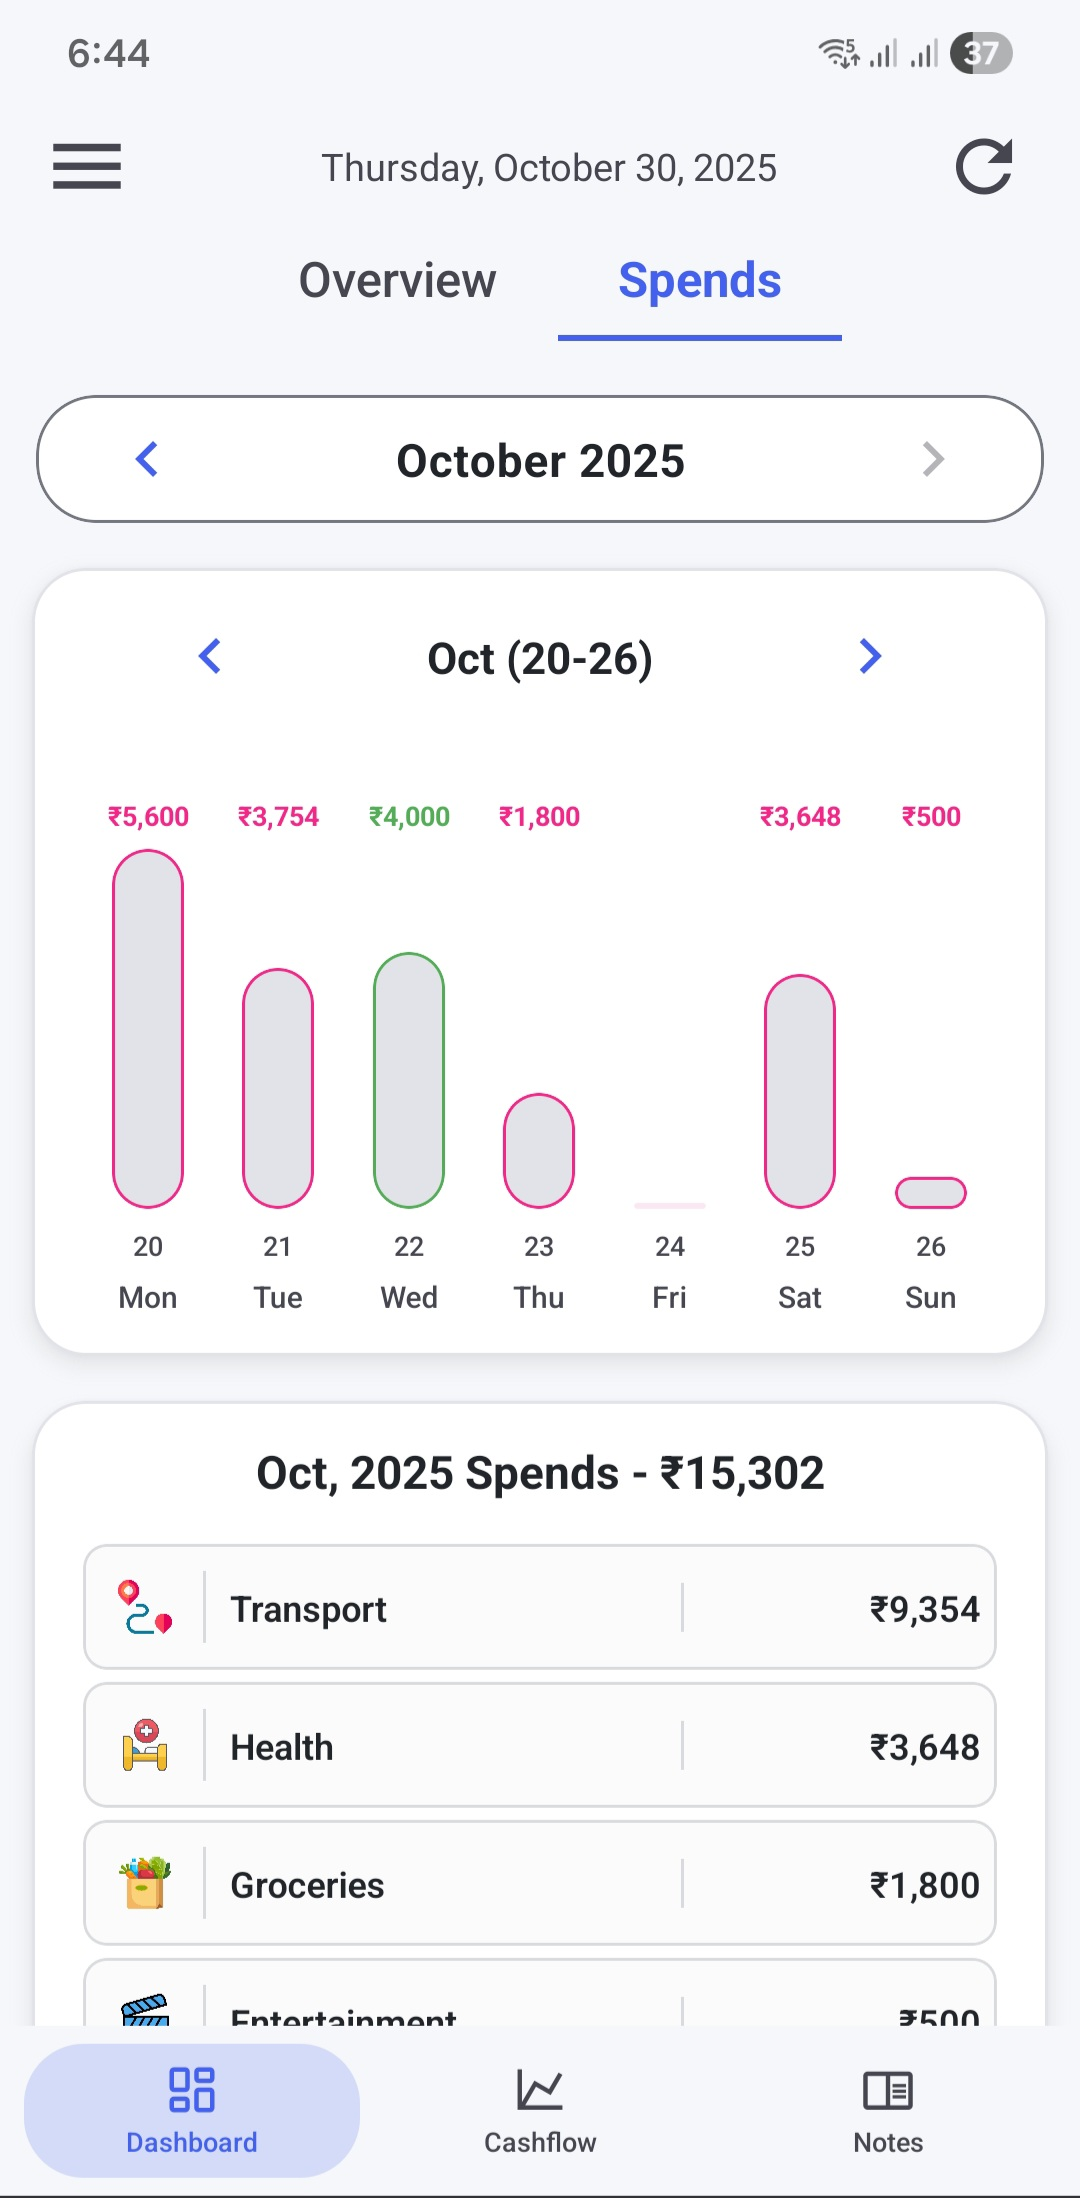 6:44
5
37
Thursday, October 30, 2025
Overview Spends
October 2025
Oct (20-26)
₹5,600 ₹3,754 ₹4,000 ₹1,800 ₹3,648 ₹500
20 21 22 23 24 25 26
Mon Tue Wed Thu Fri Sat Sun
Oct, 2025 Spends - ₹15,302
Transport ₹9,354
Health ₹3,648
Groceries ₹1,800
Entertainment ₹500
Dashboard Cashflow Notes